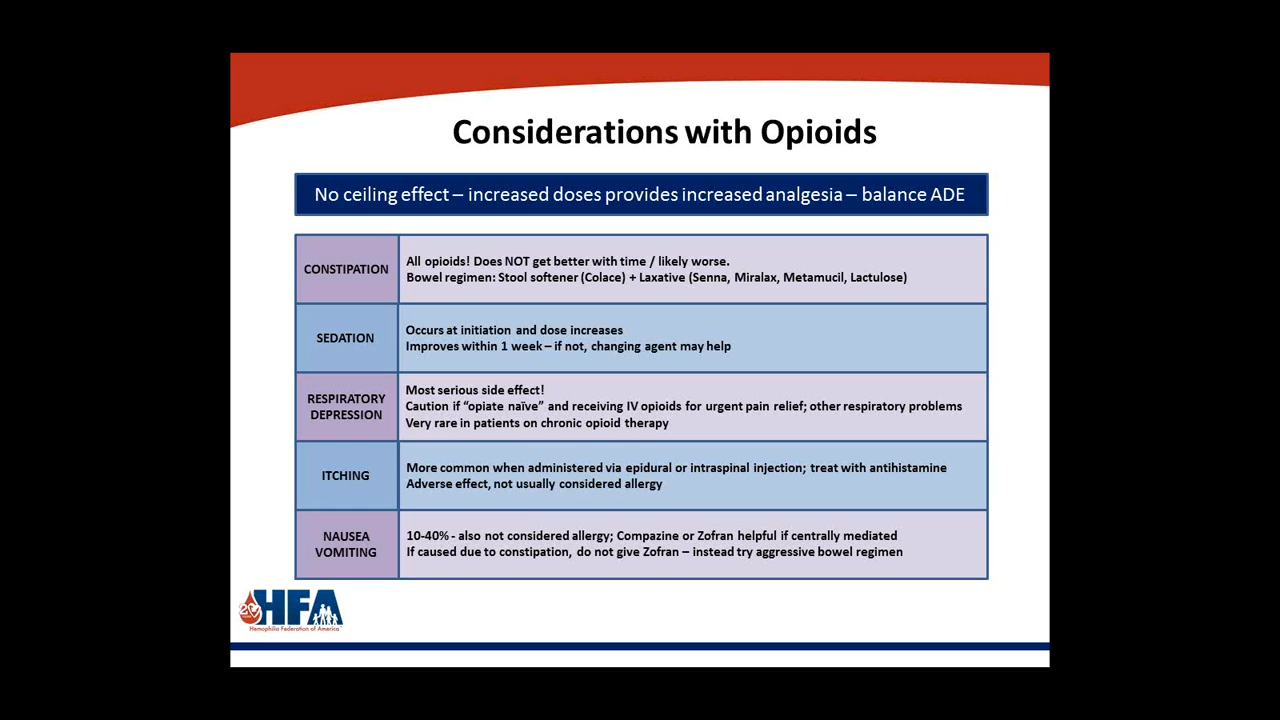 Considerations with Opioids
No ceiling effect – increased doses provides increased analgesia – balance ADE
CONSTIPATION
All opioids! Does NOT get better with time / likely worse.
Bowel regimen: Stool softener (Colace) + Laxative (Senna, Miralax, Metamucil, Lactulose)
SEDATION
Occurs at initiation and dose increases
Improves within 1 week – if not, changing agent may help
RESPIRATORY
DEPRESSION
Most serious side effect!
Caution if “opiate naïve” and receiving IV opioids for urgent pain relief; other respiratory problems
Very rare in patients on chronic opioid therapy
ITCHING
More common when administered via epidural or intraspinal injection; treat with antihistamine
Adverse effect, not usually considered allergy
NAUSEA
VOMITING
10-40% - also not considered allergy; Compazine or Zofran helpful if centrally mediated
If caused due to constipation, do not give Zofran – instead try aggressive bowel regimen
HFA
Hemophilia Federation of America